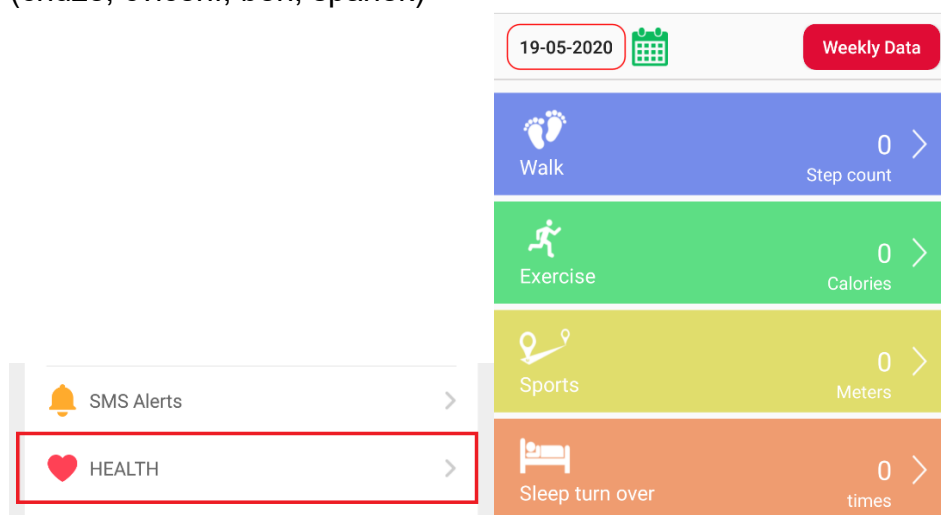 19-05-2020
Weekly Data
Walk
0
Step count
Exercise
0
Calories
Sports
0
Meters
Sleep turn over
0
times
SMS Alerts
HEALTH